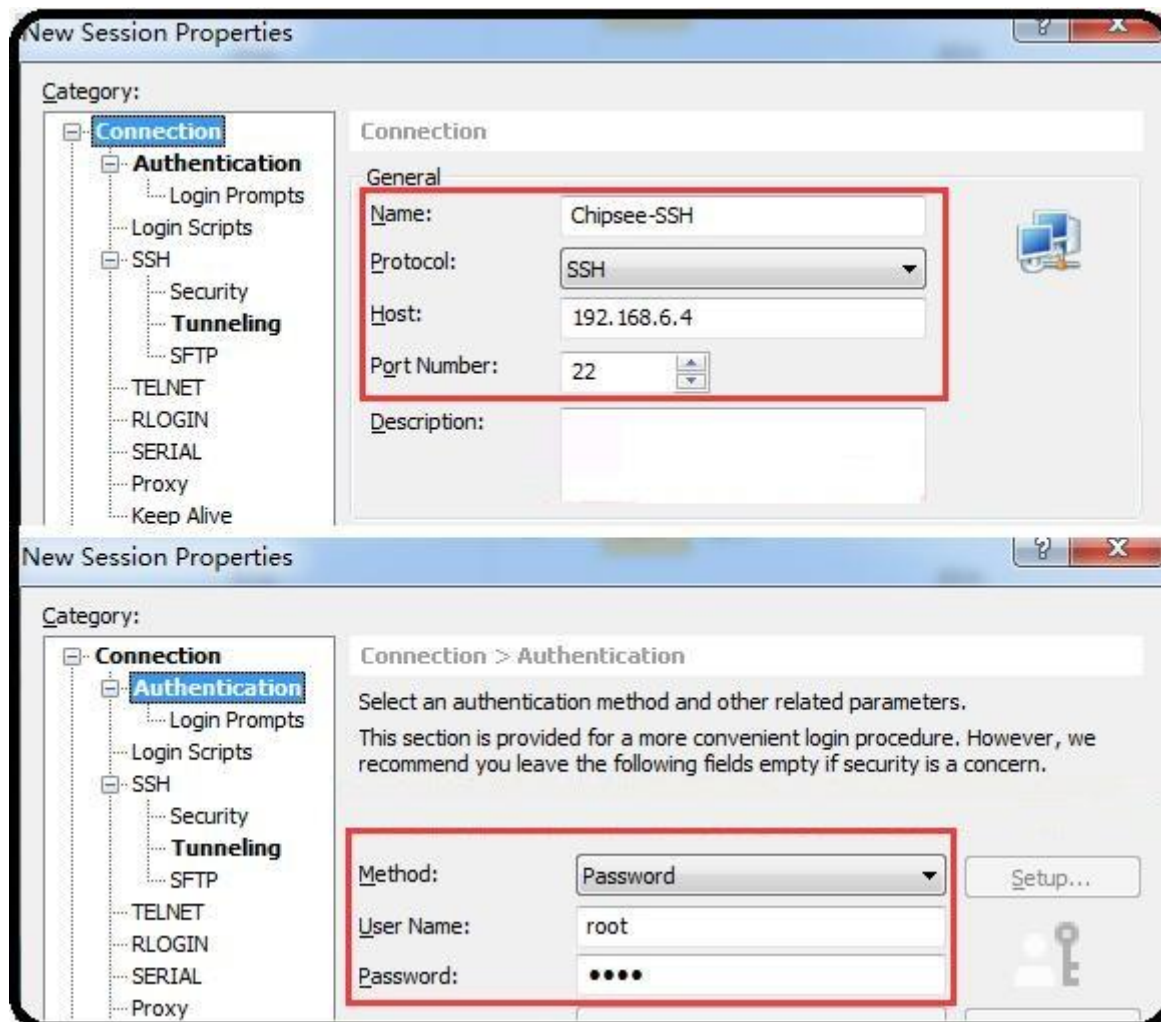 New Session Properties
?
X
Category:
Connection
Authentication
Login Prompts
Login Scripts
SSH
Security
Tunneling
SFTP
TELNET
RLOGIN
SERIAL
Proxy
Keep Alive
Connection
General
Name: Chipsee-SSH
Protocol: SSH
Host: 192.168.6.4
Port Number: 22
Description:
New Session Properties
?
X
Category:
Connection
Authentication
Login Prompts
Login Scripts
SSH
Security
Tunneling
SFTP
TELNET
RLOGIN
SERIAL
Proxy
Connection > Authentication
Select an authentication method and other related parameters.
This section is provided for a more convenient login procedure. However, we
recommend you leave the following fields empty if security is a concern.
Method: Password
Setup...
User Name: root
Password: ●●●●